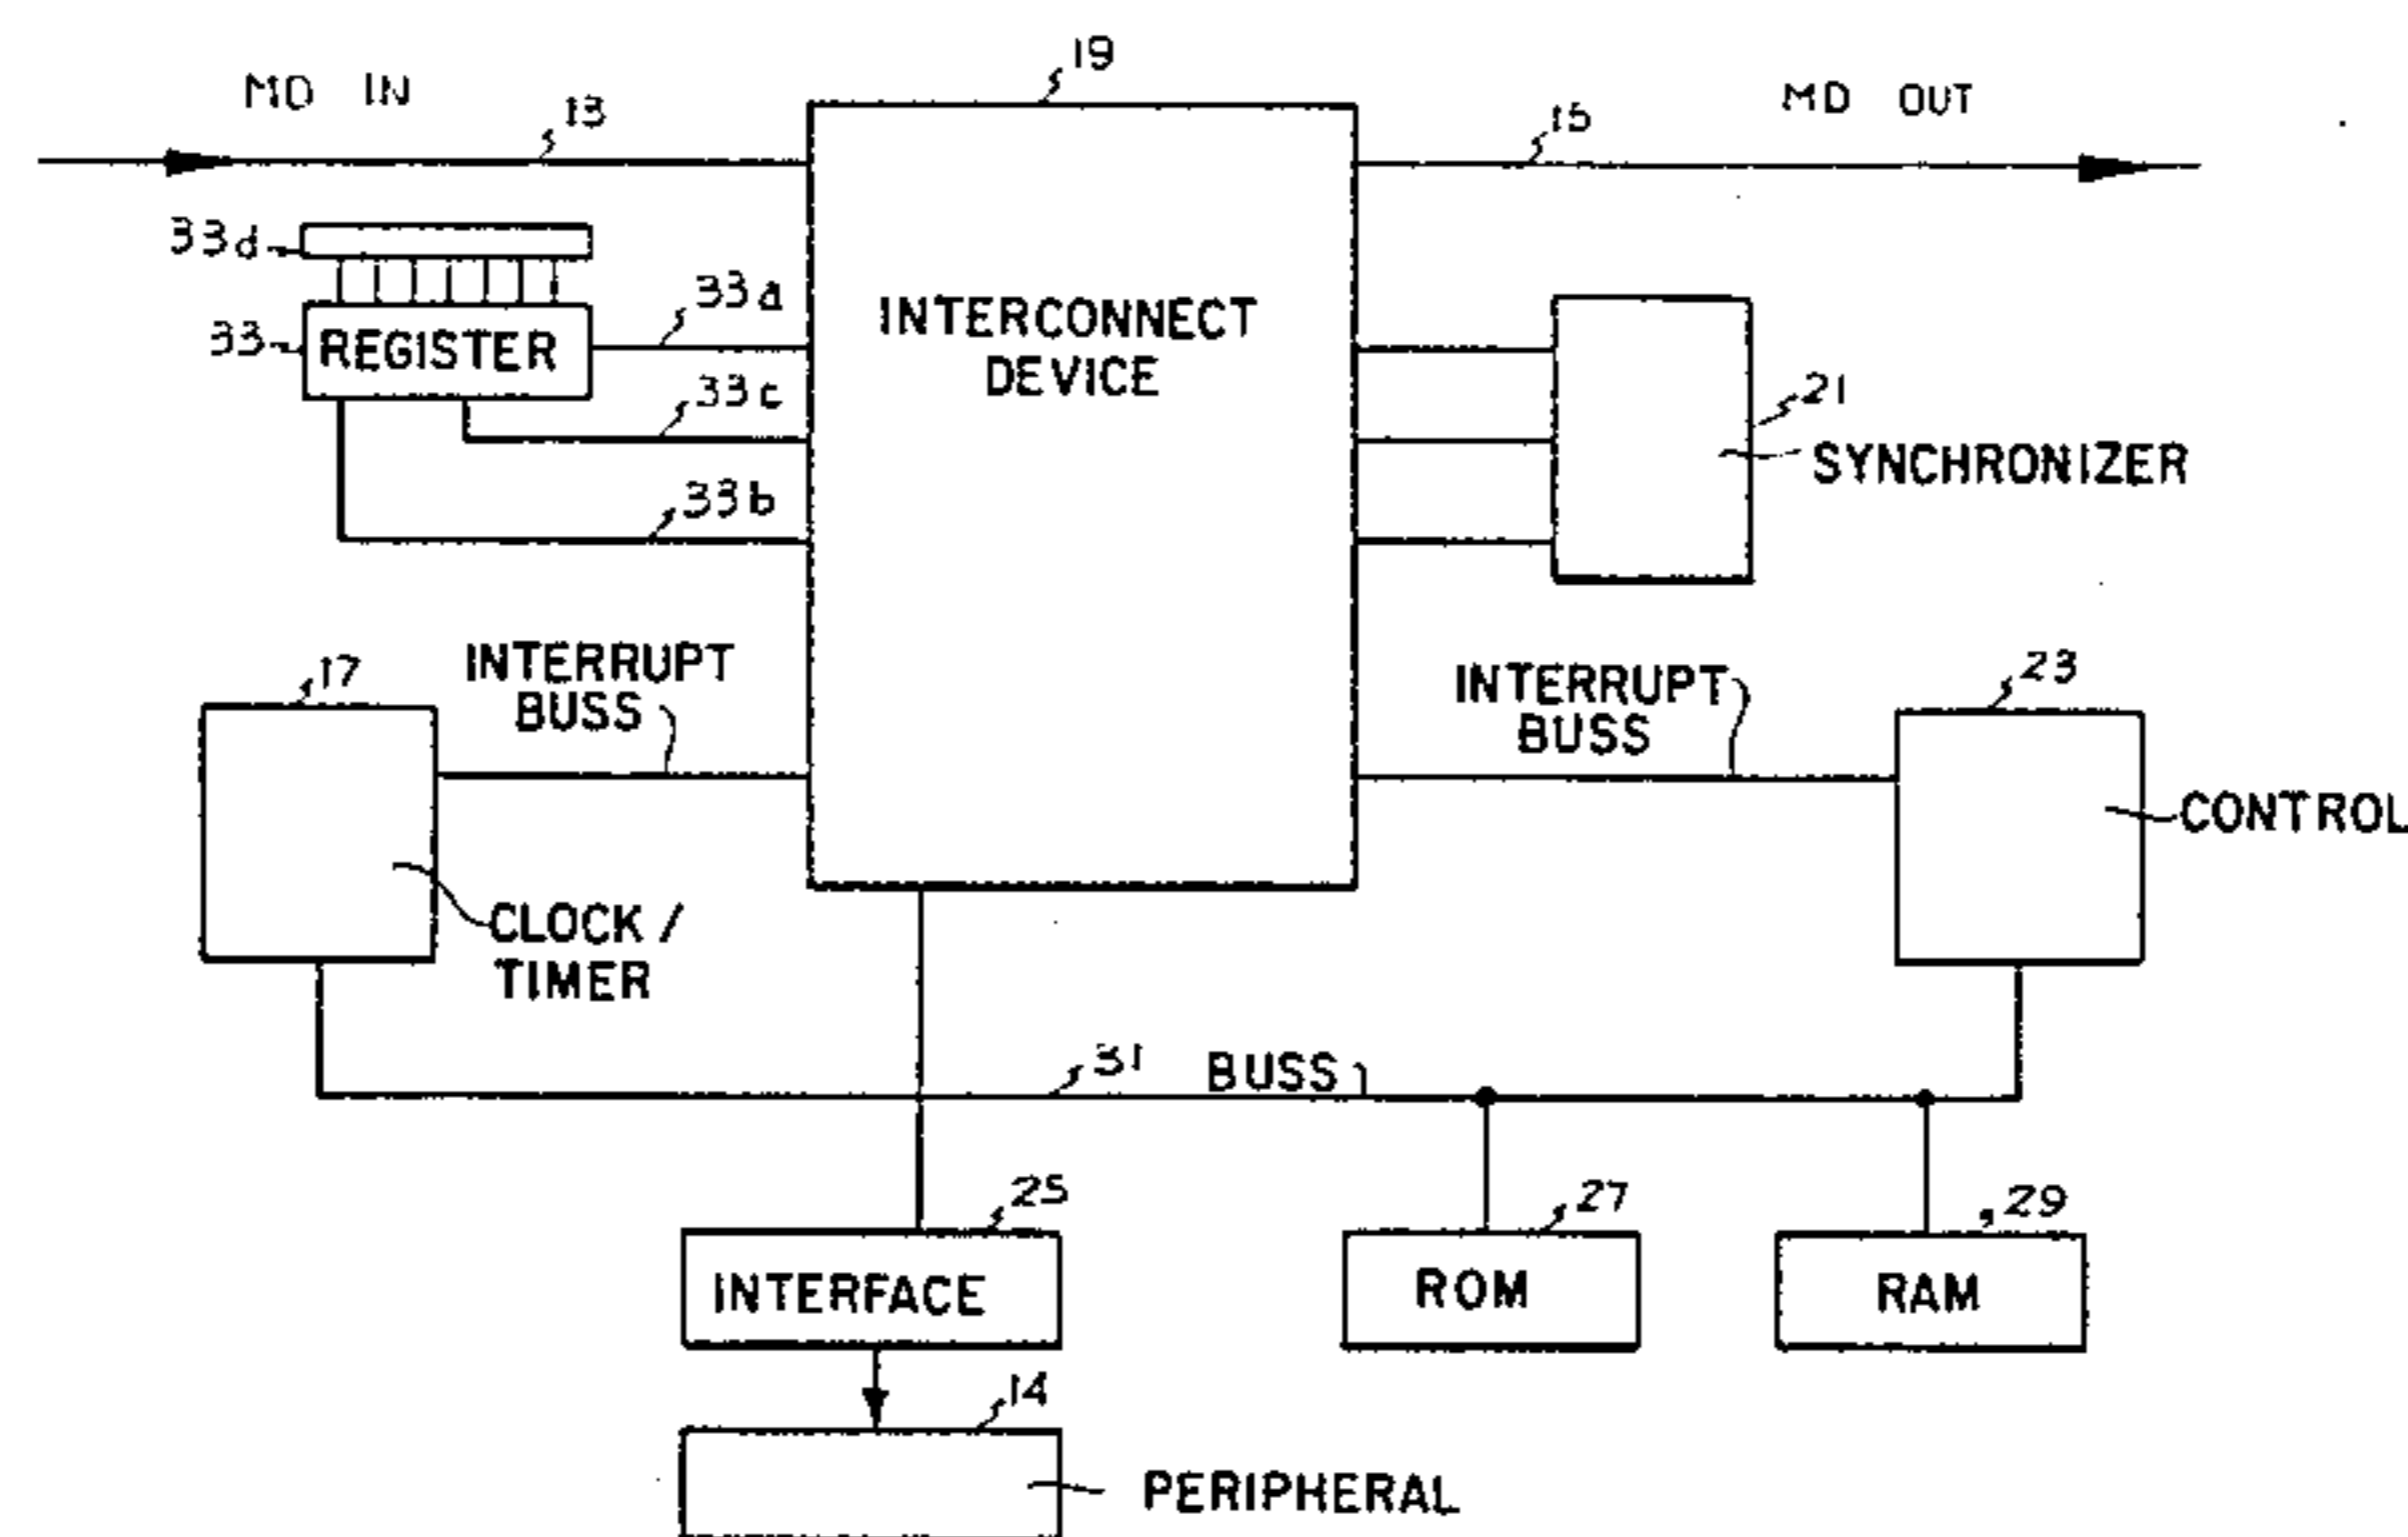 19
MD IN
13
15
MD OUT
33d
33a
33
REGISTER
INTERCONNECT
DEVICE
33c
21
SYNCHRONIZER
33b
17
INTERRUPT
BUSS
INTERRUPT
BUSS
23
CONTROL
CLOCK /
TIMER
31
BUSS
25
27
29
INTERFACE
ROM
RAM
14
PERIPHERAL